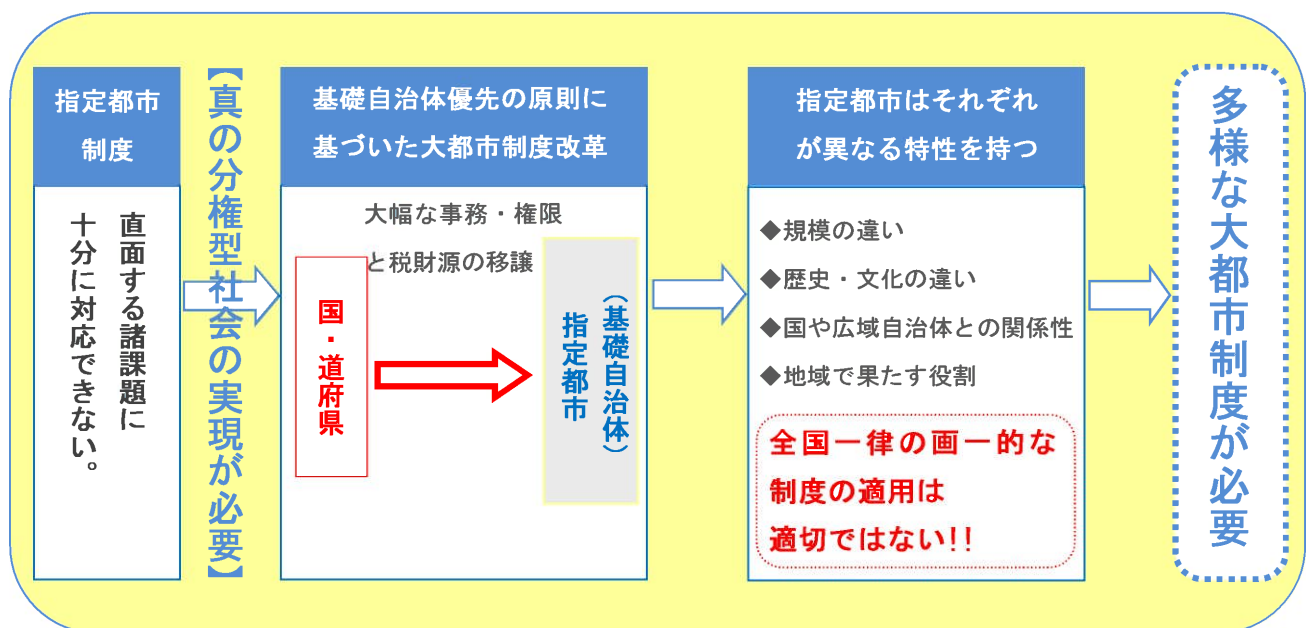 指定都市
制度
直面する諸課題に
十分に対応できない。
【真の分権型社会の実現が必要】
基礎自治体優先の原則に
基づいた大都市制度改革
大幅な事務・権限
と税財源の移譲
国・道府県
(基礎自治体)
指定都市
指定都市はそれぞれ
が異なる特性を持つ
◆規模の違い
◆歴史・文化の違い
◆国や広域自治体との関係性
◆地域で果たす役割
全国一律の画一的な
制度の適用は
適切ではない!!
多様な大都市制度が必要